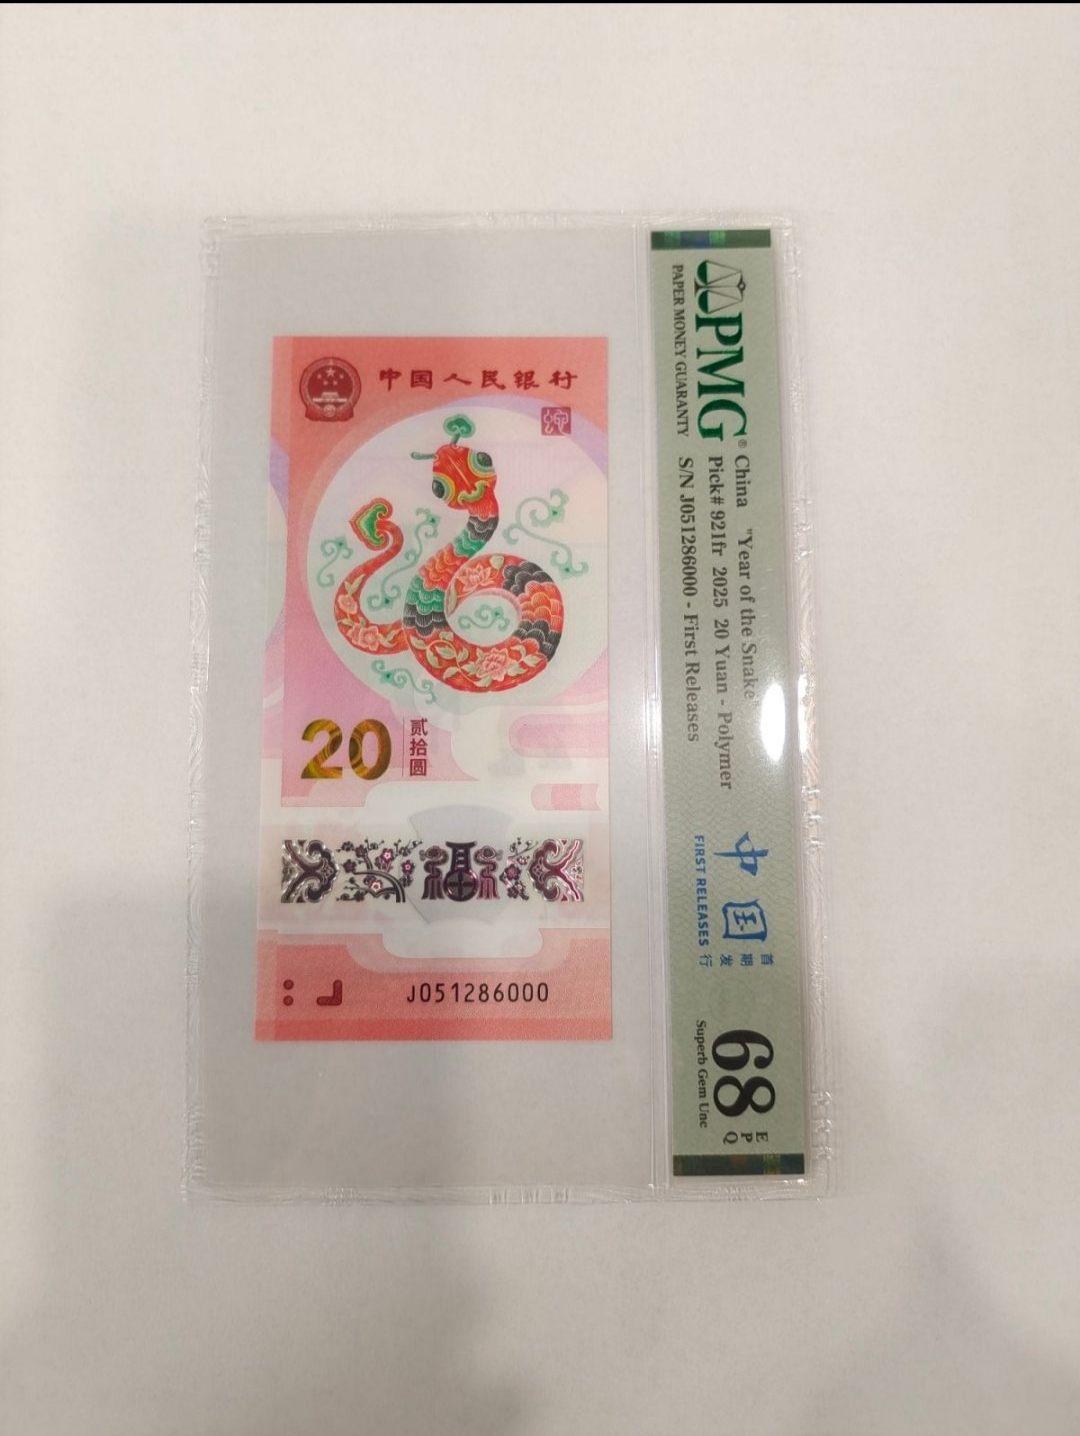 中国人民银行
20
贰拾圆
福
J051286000
PMG®
PAPER MONEY GUARANTY
China "Year of the Snake"
Pick# 921fr 2025 20 Yuan - Polymer
S/N J051286000 - First Releases
中国
首期发行
FIRST RELEASES
68 EPQ
Superb Gem Unc